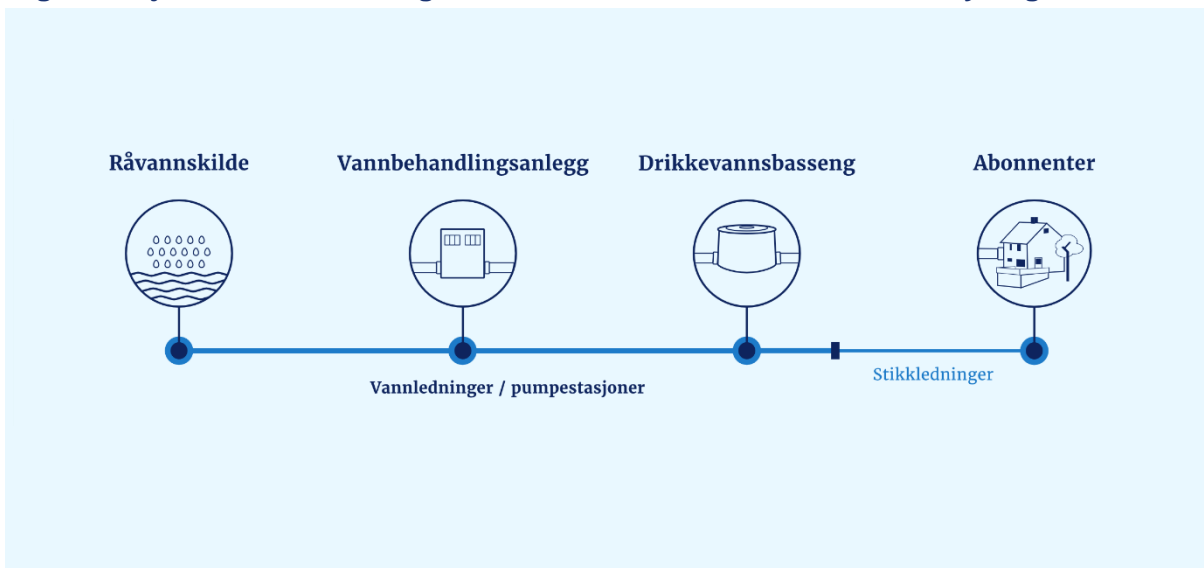 Råvannskilde
Vannbehandlingsanlegg
Drikkevannsbasseng
Abonnenter
Vannledninger / pumpestasjoner
Stikkledninger